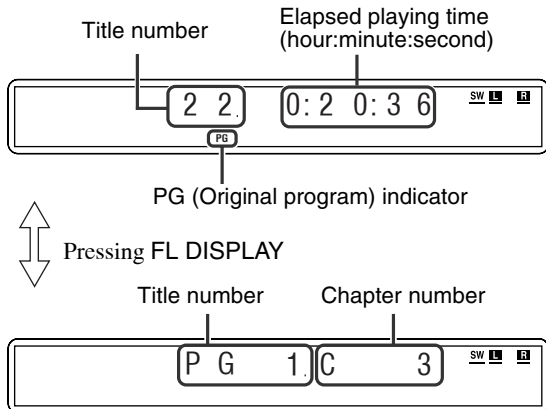 Title number
Elapsed playing time
(hour:minute:second)
2 2. 0:2 0:3 6 SW L R
PG
PG (Original program) indicator
Pressing FL DISPLAY
Title number Chapter number
P G 1. C 3 SW L R